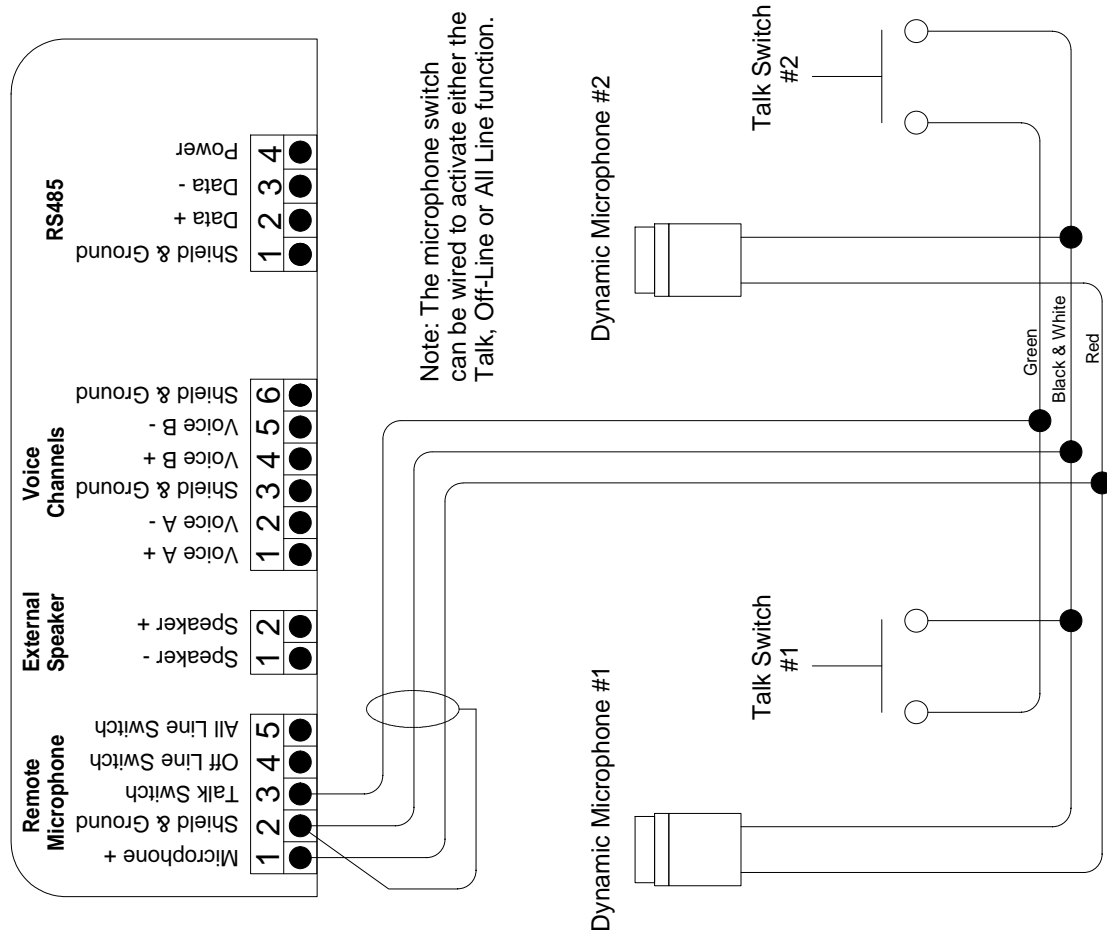 Remote
Microphone
External
Speaker
Voice
Channels
RS485
Microphone +
Shield & Ground
Talk Switch
Off Line Switch
All Line Switch
1
2
3
4
5
Speaker -
Speaker +
1
2
Voice A +
Voice A -
Shield & Ground
Voice B +
Voice B -
Shield & Ground
1
2
3
4
5
6
Shield & Ground
Data +
Data -
Power
1
2
3
4
Note: The microphone switch
can be wired to activate either the
Talk, Off-Line or All Line function.
Dynamic Microphone #1
Dynamic Microphone #2
Talk Switch
#1
Talk Switch
#2
Green
Black & White
Red